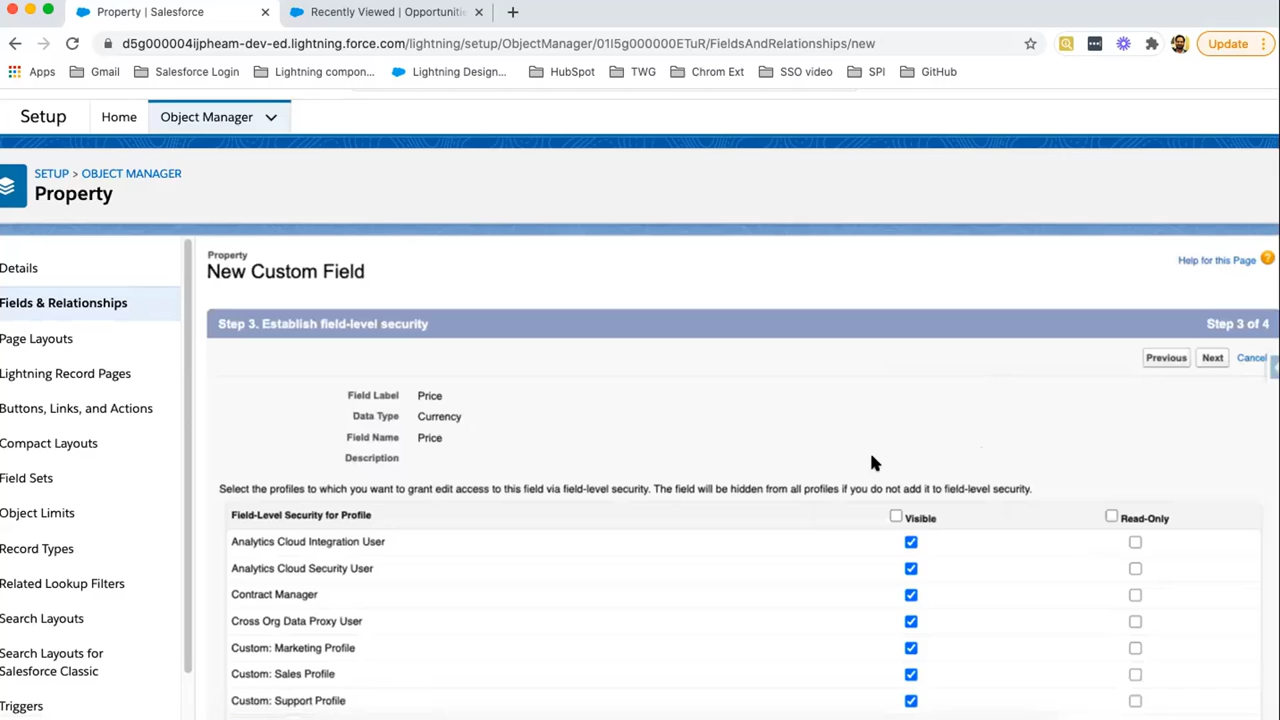 Property | Salesforce
Recently Viewed | Opportuniti
d5g000004ijpheam-dev-ed.lightning.force.com/lightning/setup/ObjectManager/01I5g000000ETuR/FieldsAndRelationships/new
Update
Apps
Gmail
Salesforce Login
Lightning compon...
Lightning Design...
HubSpot
TWG
Chrom Ext
SSO video
SPI
GitHub
Setup
Home
Object Manager
SETUP > OBJECT MANAGER
Property
Details
Fields & Relationships
Page Layouts
Lightning Record Pages
Buttons, Links, and Actions
Compact Layouts
Field Sets
Object Limits
Record Types
Related Lookup Filters
Search Layouts
Search Layouts for
Salesforce Classic
Triggers
Property
New Custom Field
Help for this Page ?
Step 3. Establish field-level security
Step 3 of 4
Previous
Next
Cancel
Field Label Price
Data Type Currency
Field Name Price
Description
Select the profiles to which you want to grant edit access to this field via field-level security. The field will be hidden from all profiles if you do not add it to field-level security.
Field-Level Security for Profile
Visible
Read-Only
Analytics Cloud Integration User
Analytics Cloud Security User
Contract Manager
Cross Org Data Proxy User
Custom: Marketing Profile
Custom: Sales Profile
Custom: Support Profile